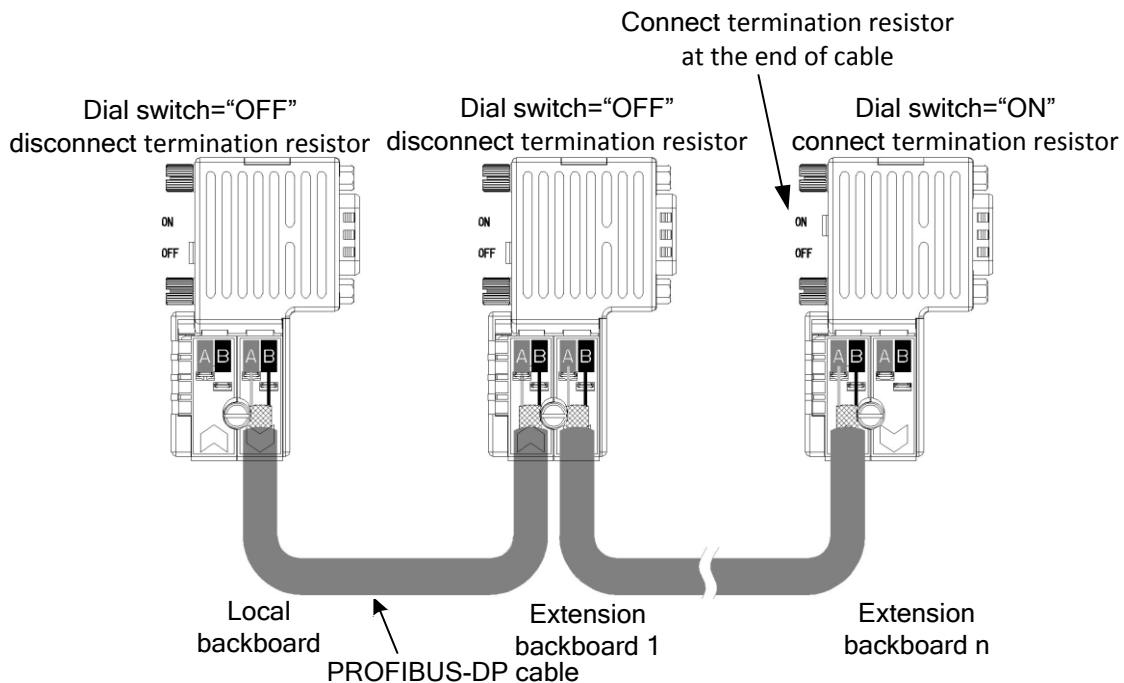 Connect termination resistor
at the end of cable
Dial switch=“OFF”
disconnect termination resistor
Dial switch=“OFF”
disconnect termination resistor
Dial switch=“ON”
connect termination resistor
ON
OFF
ON
OFF
ON
OFF
A B A B
A B A B
A B A B
Local
backboard
Extension
backboard 1
Extension
backboard n
PROFIBUS-DP cable